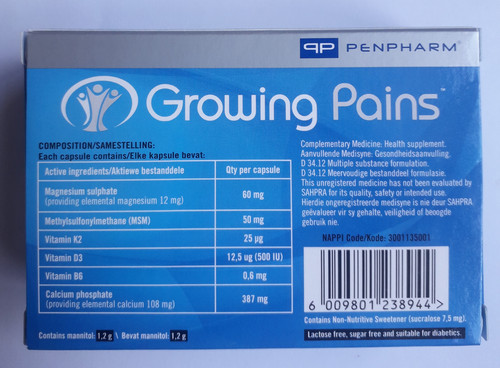 PENPHARM®
Growing Pains™
COMPOSITION/SAMESTELLING:
Each capsule contains/Elke kapsule bevat:
Active ingredients/Aktiewe bestanddele Qty per capsule
Magnesium sulphate
(providing elemental magnesium 12 mg) 60 mg
Methylsulfonylmethane (MSM) 50 mg
Vitamin K2 25 µg
Vitamin D3 12,5 ug (500 IU)
Vitamin B6 0,6 mg
Calcium phosphate
(providing elemental calcium 108 mg) 387 mg
Contains mannitol: 1,2 g \ Bevat mannitol: 1,2 g
Complementary Medicine: Health supplement.
Aanvullende Medisyne: Gesondheidsaanvulling.
D 34.12 Multiple substance formulation.
D 34.12 Meervoudige bestanddeel formulasie.
This unregistered medicine has not been evaluated by
SAHPRA for its quality, safety or intended use.
Hierdie ongeregistreerde medisyne is nie deur SAHPRA
geëvalueer vir sy gehalte, veiligheid of beoogde
gebruik nie.
NAPPI Code/Kode: 3001135001
6 009801 238944 >
Contains Non-Nutritive Sweetener (sucralose 7,5 mg).
Lactose free, sugar free and suitable for diabetics.